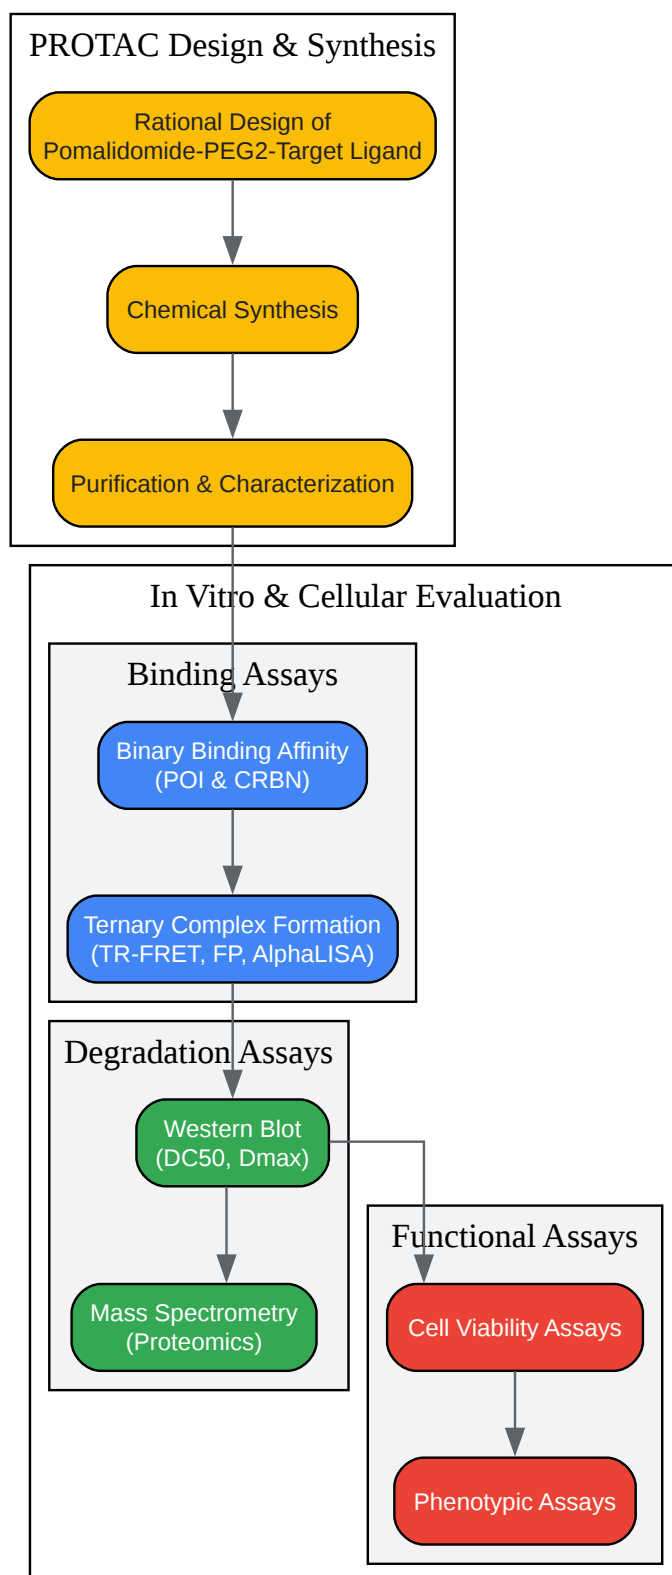 PROTAC Design & Synthesis
Rational Design of
Pomalidomide-PEG2-Target Ligand
Chemical Synthesis
Purification & Characterization
In Vitro & Cellular Evaluation
Binding Assays
Binary Binding Affinity
(POI & CRBN)
Ternary Complex Formation
(TR-FRET, FP, AlphaLISA)
Degradation Assays
Western Blot
(DC50, Dmax)
Mass Spectrometry
(Proteomics)
Functional Assays
Cell Viability Assays
Phenotypic Assays